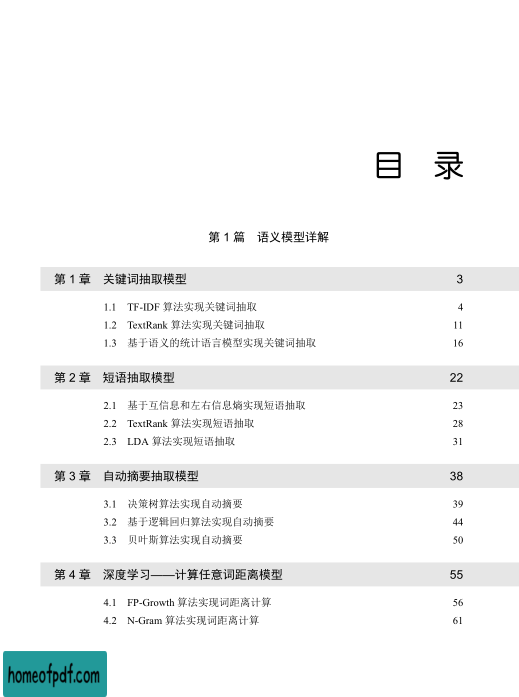 目 录
第 1 篇 语义模型详解
第 1 章 关键词抽取模型 3
1.1 TF-IDF 算法实现关键词抽取 4
1.2 TextRank 算法实现关键词抽取 11
1.3 基于语义的统计语言模型实现关键词抽取 16
第 2 章 短语抽取模型 22
2.1 基于互信息和左右信息熵实现短语抽取 23
2.2 TextRank 算法实现短语抽取 28
2.3 LDA 算法实现短语抽取 31
第 3 章 自动摘要抽取模型 38
3.1 决策树算法实现自动摘要 39
3.2 基于逻辑回归算法实现自动摘要 44
3.3 贝叶斯算法实现自动摘要 50
第 4 章 深度学习——计算任意词距离模型 55
4.1 FP-Growth 算法实现词距离计算 56
4.2 N-Gram 算法实现词距离计算 61
homeofpdf.com